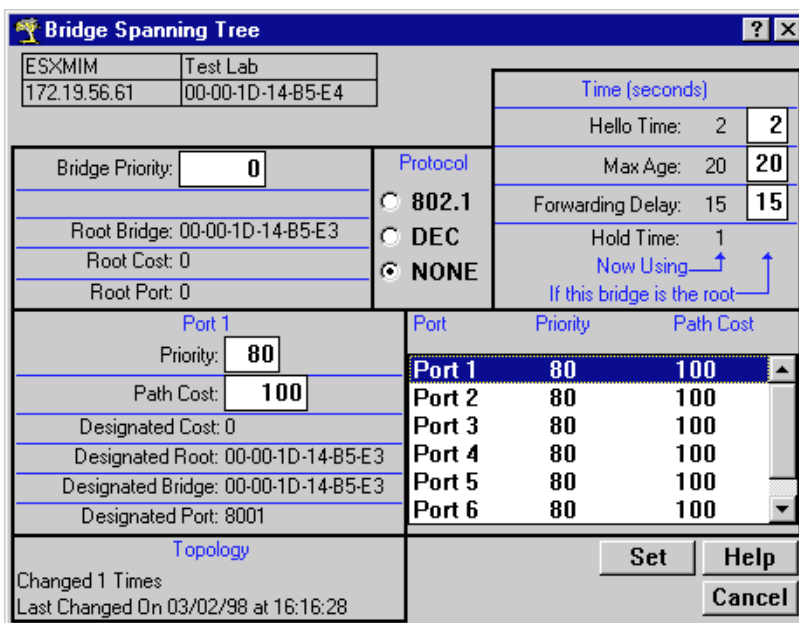 Bridge Spanning Tree
ESXMIM Test Lab
172.19.56.61 00-00-1D-14-B5-E4
Time (seconds)
Hello Time: 2 2
Max Age: 20 20
Forwarding Delay: 15 15
Hold Time: 1
Now Using
If this bridge is the root
Bridge Priority: 0
Root Bridge: 00-00-1D-14-B5-E3
Root Cost: 0
Root Port: 0
Protocol
802.1
DEC
NONE
Port 1
Priority: 80
Path Cost: 100
Designated Cost: 0
Designated Root: 00-00-1D-14-B5-E3
Designated Bridge: 00-00-1D-14-B5-E3
Designated Port: 8001
Port Priority Path Cost
Port 1 80 100
Port 2 80 100
Port 3 80 100
Port 4 80 100
Port 5 80 100
Port 6 80 100
Topology
Changed 1 Times
Last Changed On 03/02/98 at 16:16:28
Set Help
Cancel